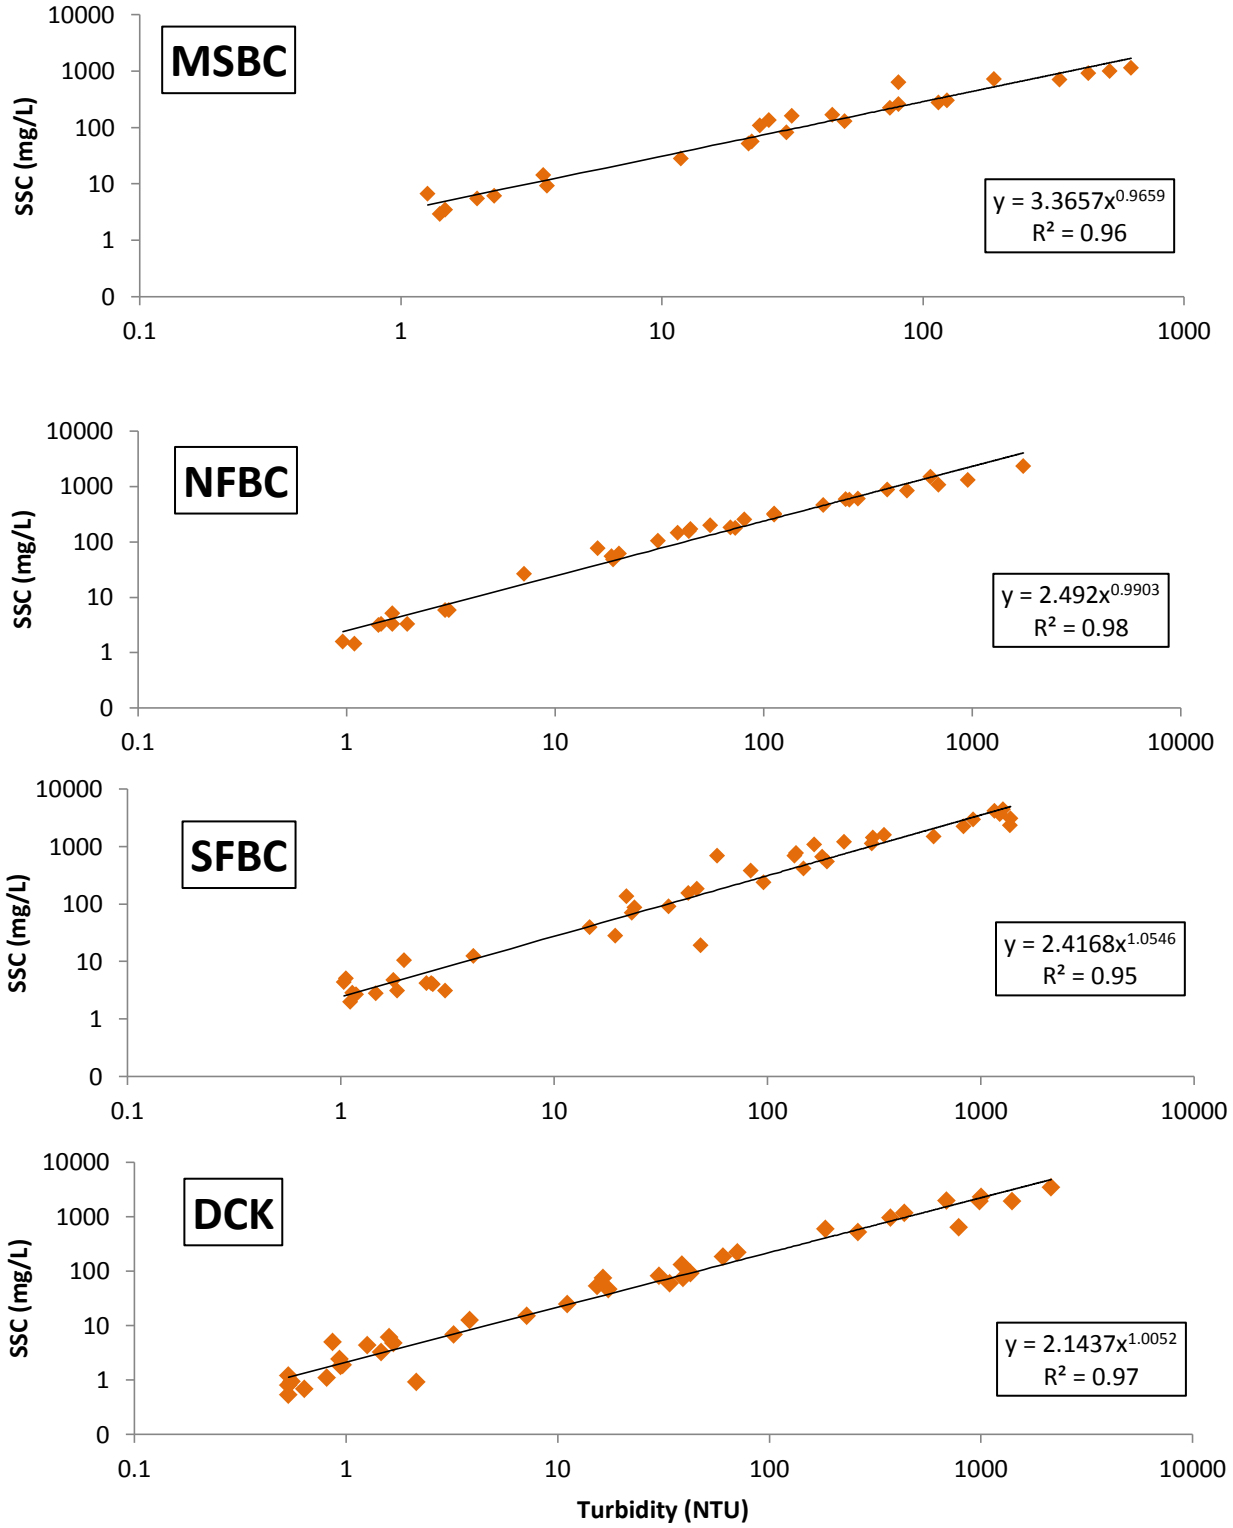 MSBC
SSC (mg/L)
10000
1000
100
10
1
0
0.1 1 10 100 1000
y = 3.3657x^0.9659
R² = 0.96
NFBC
SSC (mg/L)
10000
1000
100
10
1
0
0.1 1 10 100 1000 10000
y = 2.492x^0.9903
R² = 0.98
SFBC
SSC (mg/L)
10000
1000
100
10
1
0
0.1 1 10 100 1000 10000
y = 2.4168x^1.0546
R² = 0.95
DCK
SSC (mg/L)
10000
1000
100
10
1
0
0.1 1 10 100 1000 10000
y = 2.1437x^1.0052
R² = 0.97
Turbidity (NTU)